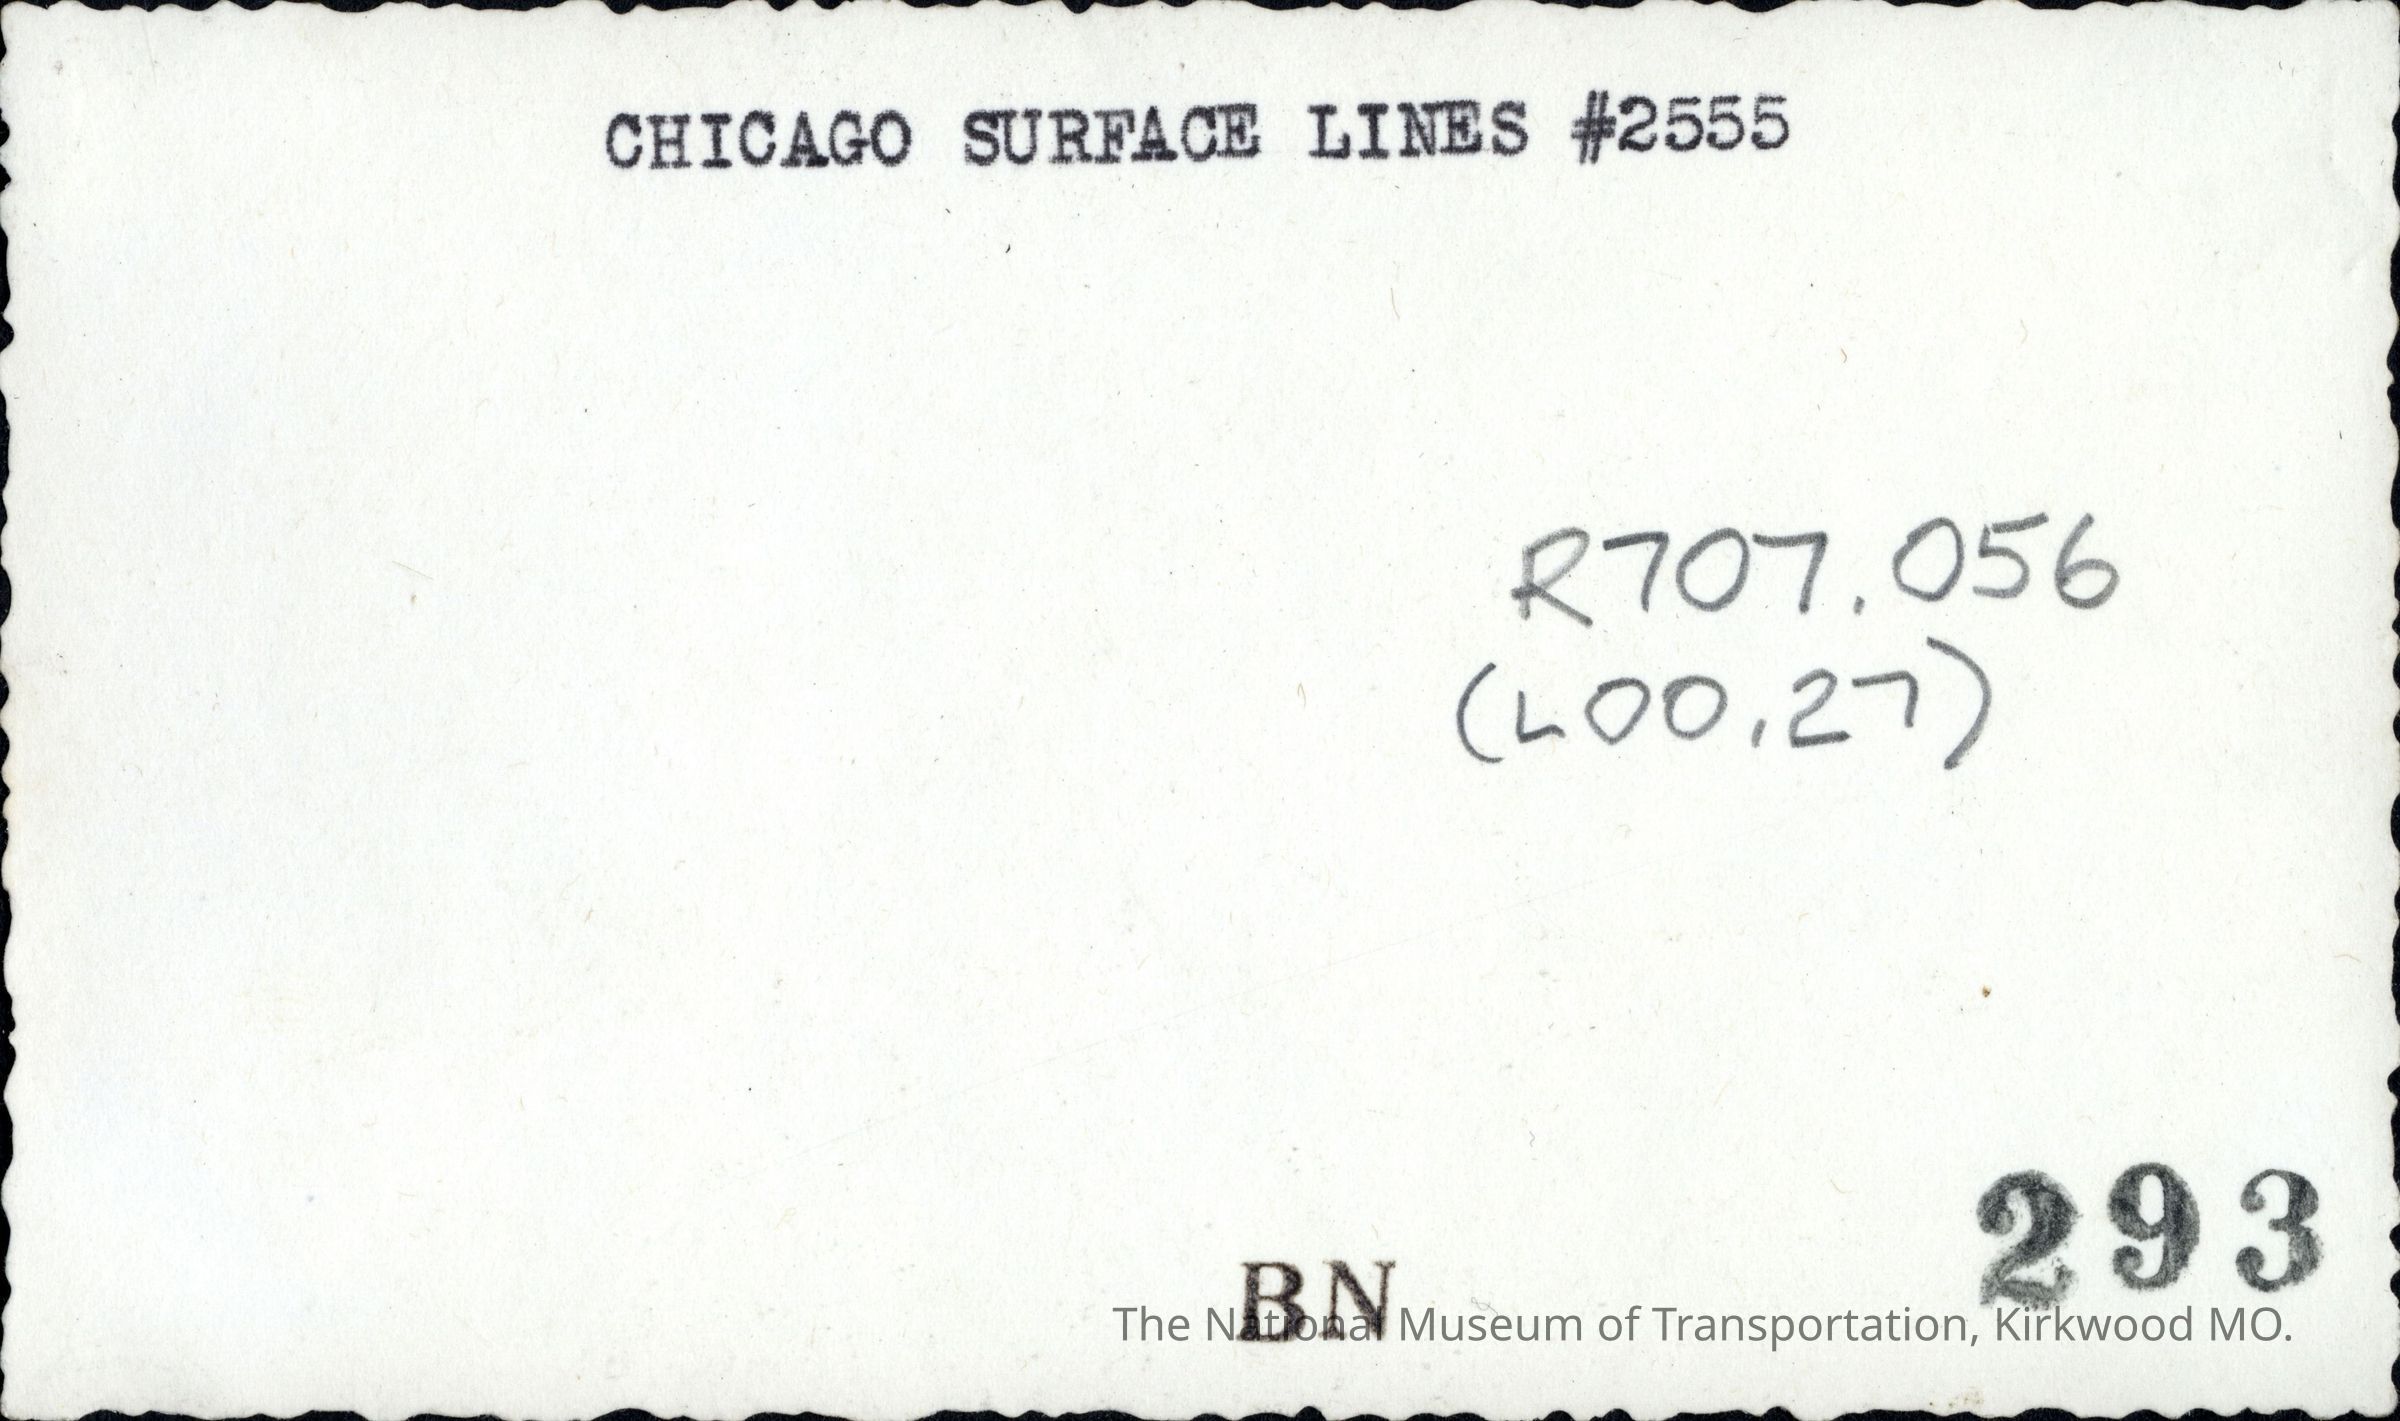 CHICAGO SURFACE LINES #2555
R707.056
(L00.27)
293
BN
The National Museum of Transportation, Kirkwood MO.